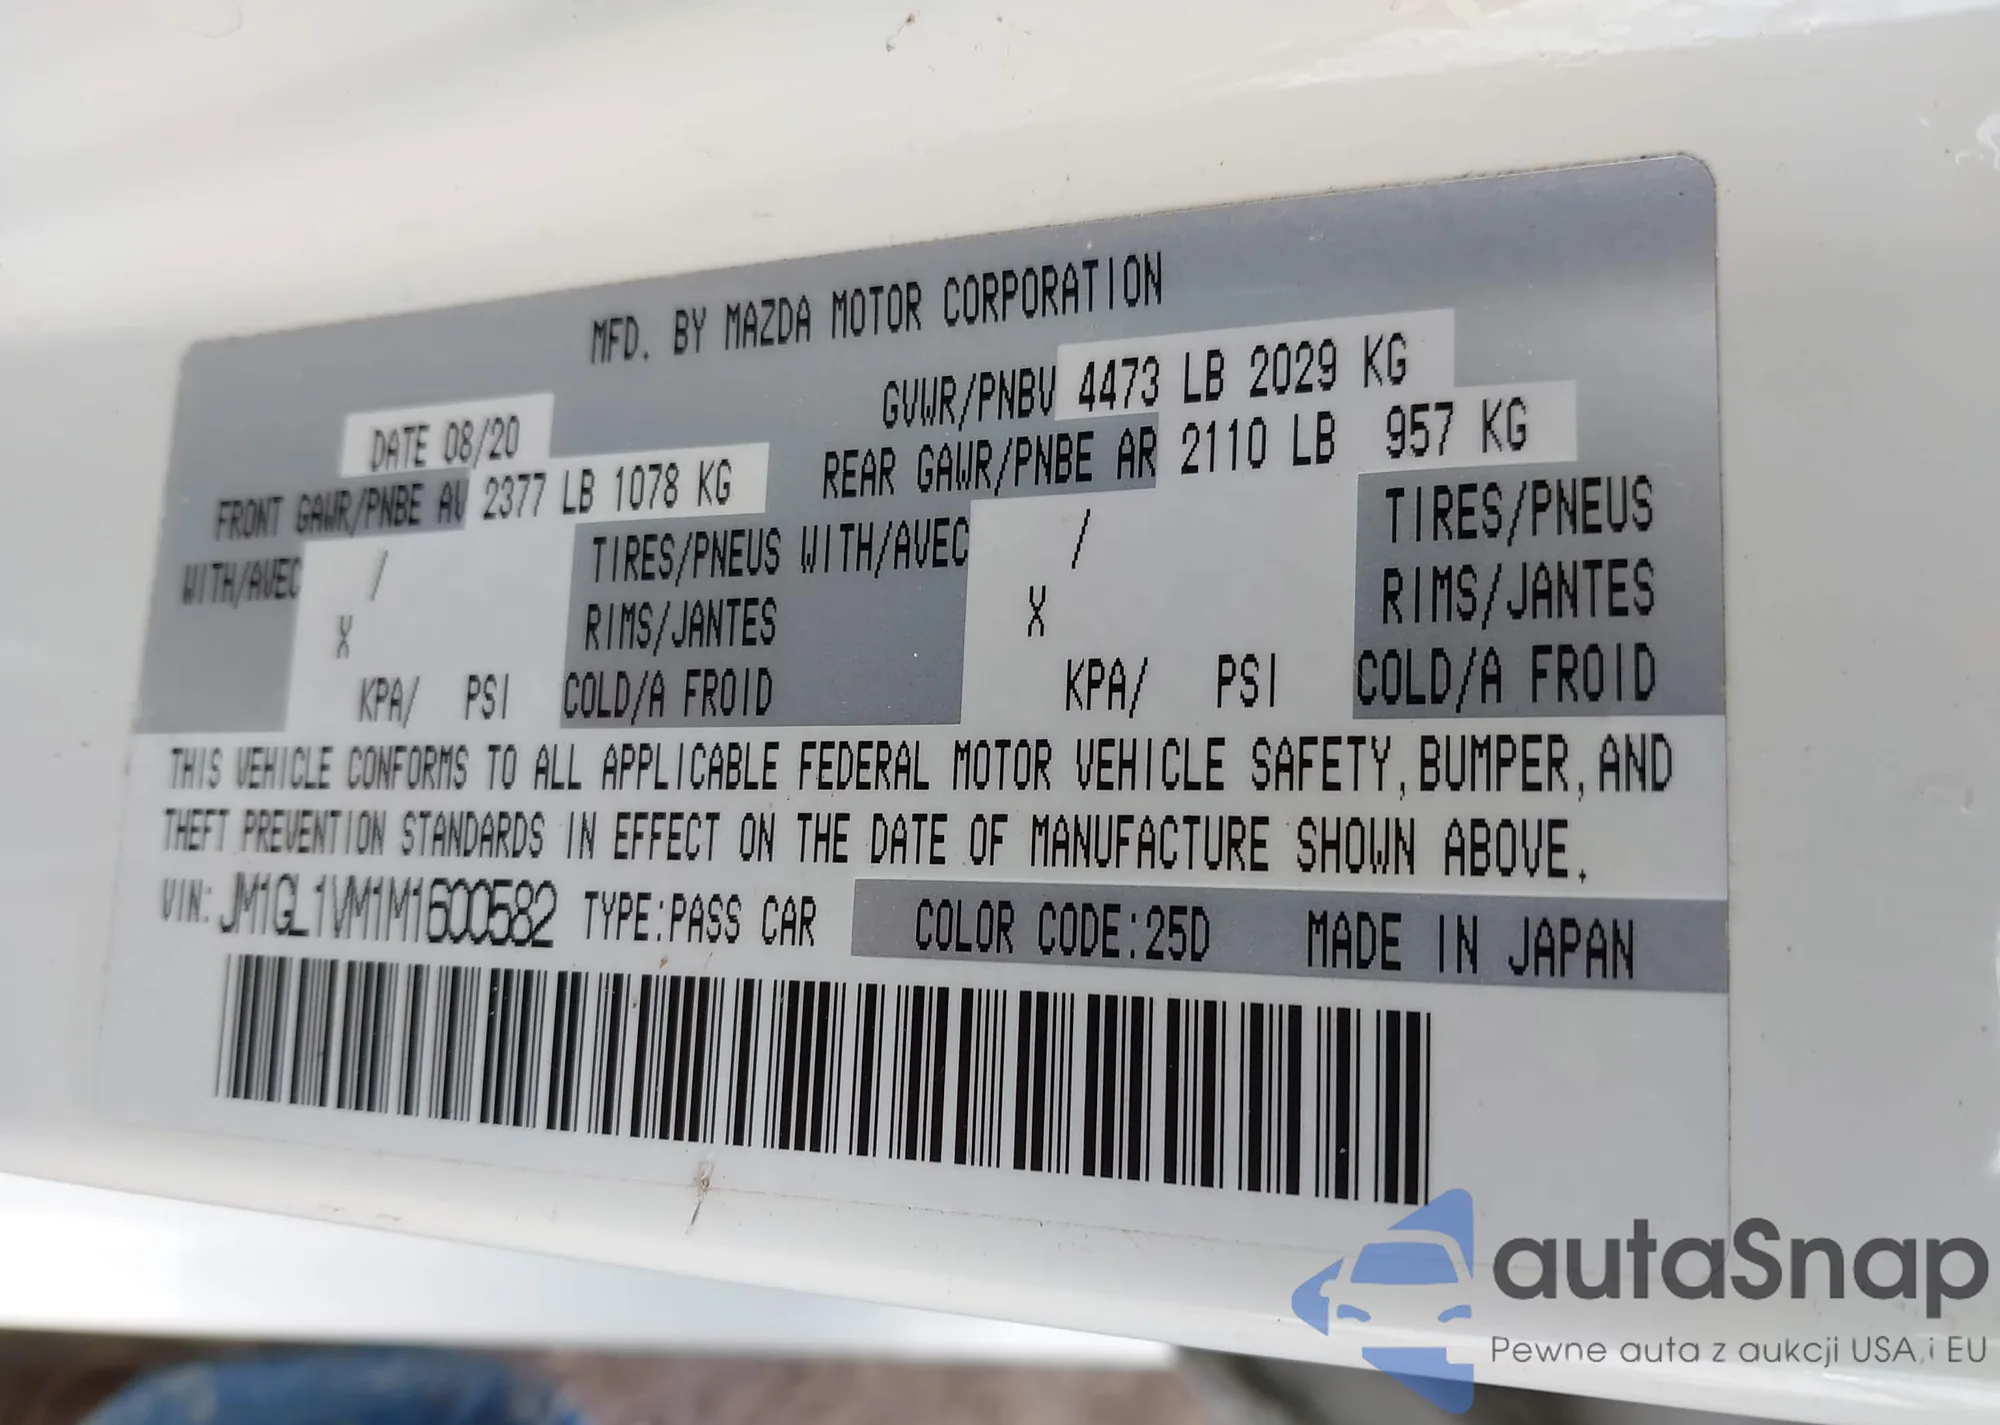 MFD. BY MAZDA MOTOR CORPORATION
DATE 08/20
GVWR/PNBV 4473 LB 2029 KG
FRONT GAWR/PNBE AV 2377 LB 1078 KG
REAR GAWR/PNBE AR 2110 LB 957 KG
WITH/AVEC / TIRES/PNEUS WITH/AVEC / TIRES/PNEUS
X RIMS/JANTES X RIMS/JANTES
KPA/ PSI COLD/A FROID KPA/ PSI COLD/A FROID
THIS VEHICLE CONFORMS TO ALL APPLICABLE FEDERAL MOTOR VEHICLE SAFETY,BUMPER,AND
THEFT PREVENTION STANDARDS IN EFFECT ON THE DATE OF MANUFACTURE SHOWN ABOVE.
VIN: JM1GL1VM1M1600582 TYPE:PASS CAR COLOR CODE:25D MADE IN JAPAN
autaSnap
Pewne auta z aukcji USA i EU